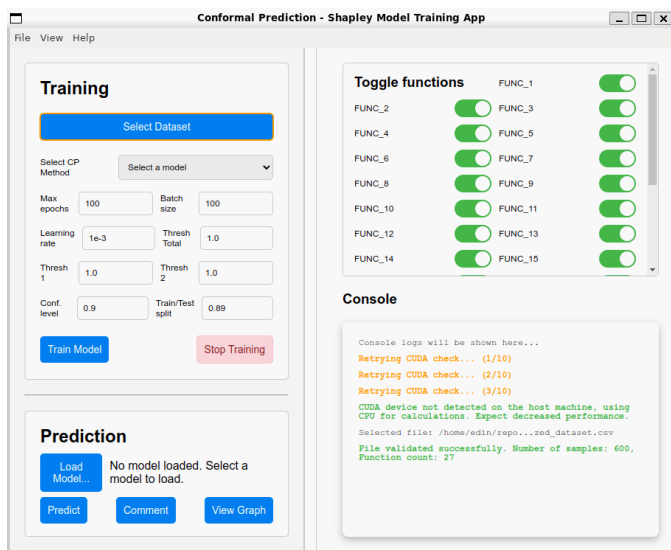 Conformal Prediction - Shapley Model Training App
File View Help
Training
Select Dataset
Select CP
Method
Select a model
Max
epochs
100
Batch
size
100
Learning
rate
1e-3
Thresh
Total
1.0
Thresh
1
1.0
Thresh
2
1.0
Conf.
level
0.9
Train/Test
split
0.89
Train Model
Stop Training
Prediction
Load
Model...
No model loaded. Select a
model to load.
Predict
Comment
View Graph
Toggle functions
FUNC_1
FUNC_2
FUNC_3
FUNC_4
FUNC_5
FUNC_6
FUNC_7
FUNC_8
FUNC_9
FUNC_10
FUNC_11
FUNC_12
FUNC_13
FUNC_14
FUNC_15
Console
Console logs will be shown here...
Retrying CUDA check... (1/10)
Retrying CUDA check... (2/10)
Retrying CUDA check... (3/10)
CUDA device not detected on the host machine, using
CPU for calculations. Expect decreased performance.
Selected file: /home/edin/repo...zed_dataset.csv
File validated successfully. Number of samples: 600,
Function count: 27